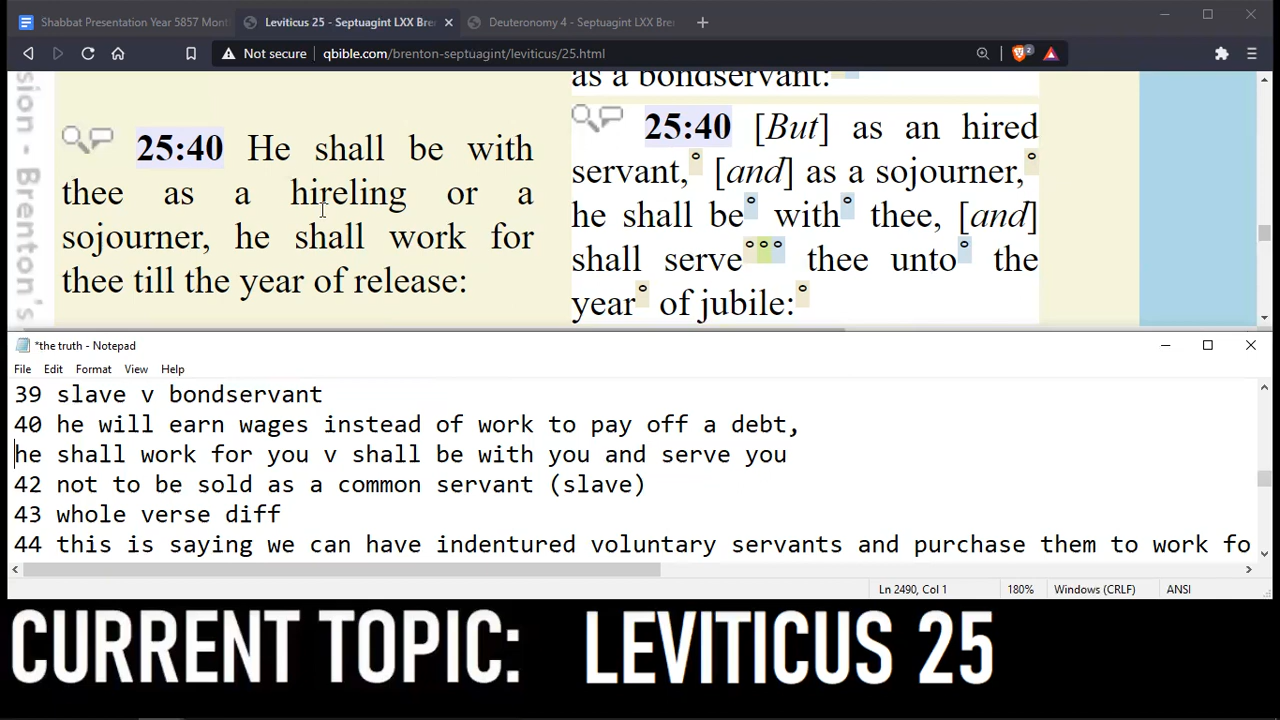 Shabbat Presentation Year 5857 Mont
Leviticus 25 - Septuagint LXX Bre
Deuteronomy 4 - Septuagint LXX Bren
Not secure
qbible.com/brenton-septuagint/leviticus/25.html
2
sion - Brenton's
25:40 He shall be with
thee as a hireling or a
sojourner, he shall work for
thee till the year of release:
as a bondservant:
25:40 [But] as an hired
servant,° [and] as a sojourner,°
he shall be° with° thee, [and]
shall serve°°° thee unto° the
year° of jubile:°
*the truth - Notepad
File Edit Format View Help
39 slave v bondservant
40 he will earn wages instead of work to pay off a debt,
he shall work for you v shall be with you and serve you
42 not to be sold as a common servant (slave)
43 whole verse diff
44 this is saying we can have indentured voluntary servants and purchase them to work fo
Ln 2490, Col 1
180%
Windows (CRLF)
ANSI
CURRENT TOPIC: LEVITICUS 25